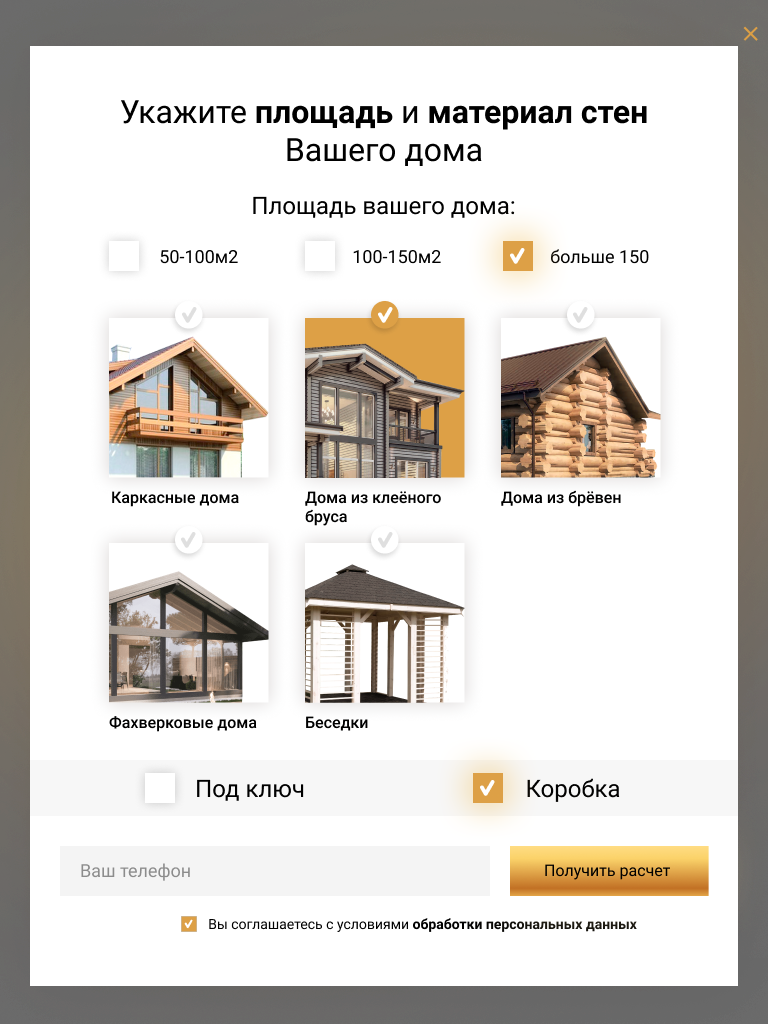 Укажите площадь и материал стен
Вашего дома
Площадь вашего дома:
50-100м2
100-150м2
больше 150
Каркасные дома
Дома из клеёного
бруса
Дома из брёвен
Фахверковые дома
Беседки
Под ключ
Коробка
Ваш телефон
Получить расчет
Вы соглашаетесь с условиями обработки персональных данных